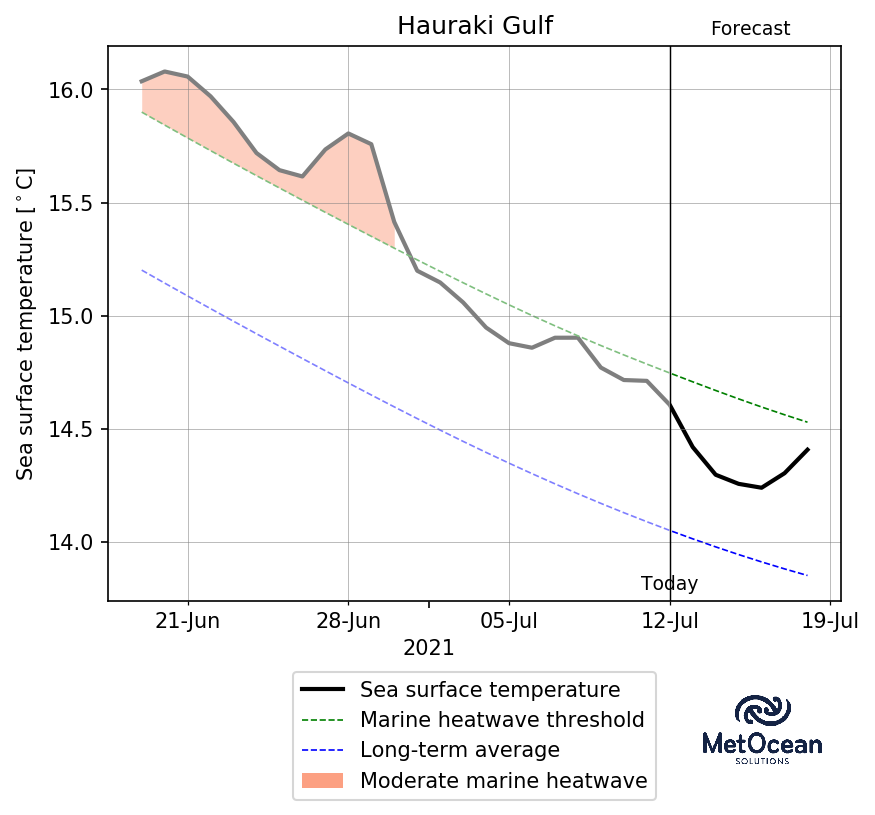 Hauraki Gulf
Forecast
Sea surface temperature [°C]
16.0
15.5
15.0
14.5
14.0
Today
21-Jun 28-Jun 05-Jul 12-Jul 19-Jul
2021
Sea surface temperature
Marine heatwave threshold
Long-term average
Moderate marine heatwave
MetOcean
SOLUTIONS